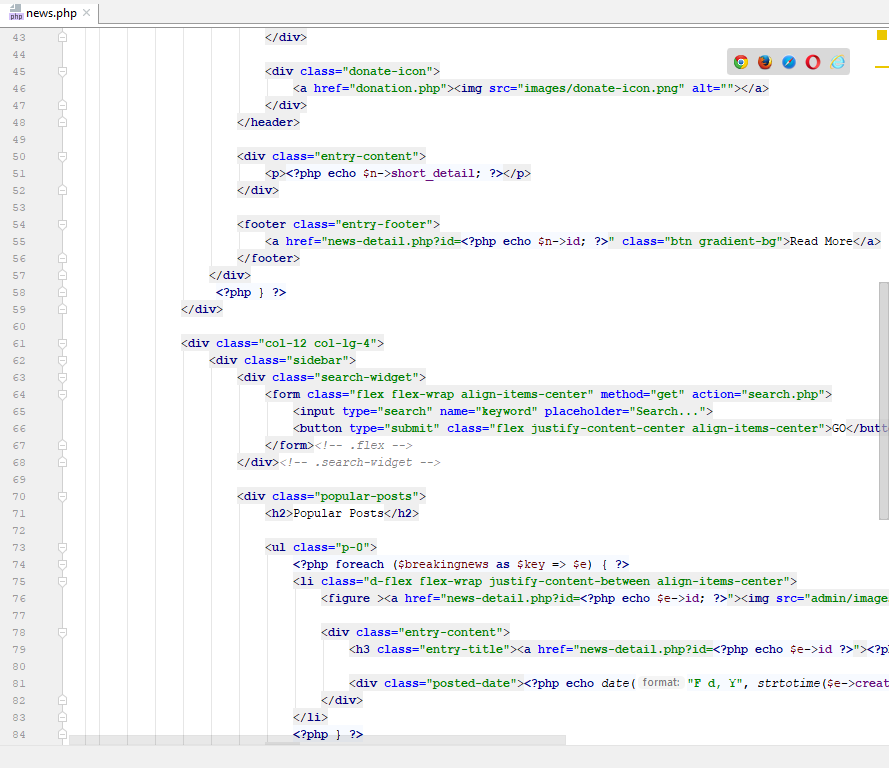 php news.php
43 </div>
44
45 <div class="donate-icon">
46 <a href="donation.php"><img src="images/donate-icon.png" alt=""></a>
47 </div>
48 </header>
49
50 <div class="entry-content">
51 <p><?php echo $n->short_detail; ?></p>
52 </div>
53
54 <footer class="entry-footer">
55 <a href="news-detail.php?id=<?php echo $n->id; ?>" class="btn gradient-bg">Read More</a>
56 </footer>
57 </div>
58 <?php } ?>
59 </div>
60
61 <div class="col-12 col-lg-4">
62 <div class="sidebar">
63 <div class="search-widget">
64 <form class="flex flex-wrap align-items-center" method="get" action="search.php">
65 <input type="search" name="keyword" placeholder="Search...">
66 <button type="submit" class="flex justify-content-center align-items-center">GO</butt
67 </form><!-- .flex -->
68 </div><!-- .search-widget -->
69
70 <div class="popular-posts">
71 <h2>Popular Posts</h2>
72
73 <ul class="p-0">
74 <?php foreach ($breakingnews as $key => $e) { ?>
75 <li class="d-flex flex-wrap justify-content-between align-items-center">
76 <figure ><a href="news-detail.php?id=<?php echo $e->id; ?>"><img src="admin/images
77
78 <div class="entry-content">
79 <h3 class="entry-title"><a href="news-detail.php?id=<?php echo $e->id ?>"><?ph
80
81 <div class="posted-date"><?php echo date( format: "F d, Y", strtotime($e->creat
82 </div>
83 </li>
84 <?php } ?>